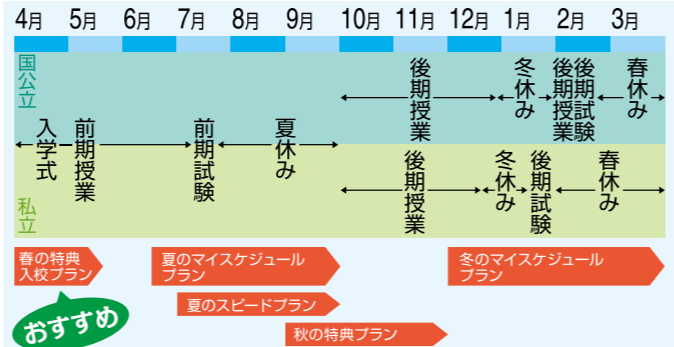 4月 5月 6月 7月 8月 9月 10月 11月 12月 1月 2月 3月
国公立
後期授業
冬休み
後期授業
後期試験
春休み
入学式
前期授業
前期試験
夏休み
私立
後期授業
冬休み
後期試験
春休み
春の特典
入校プラン
おすすめ
夏のマイスケジュール
プラン
夏のスピードプラン
秋の特典プラン
冬のマイスケジュール
プラン